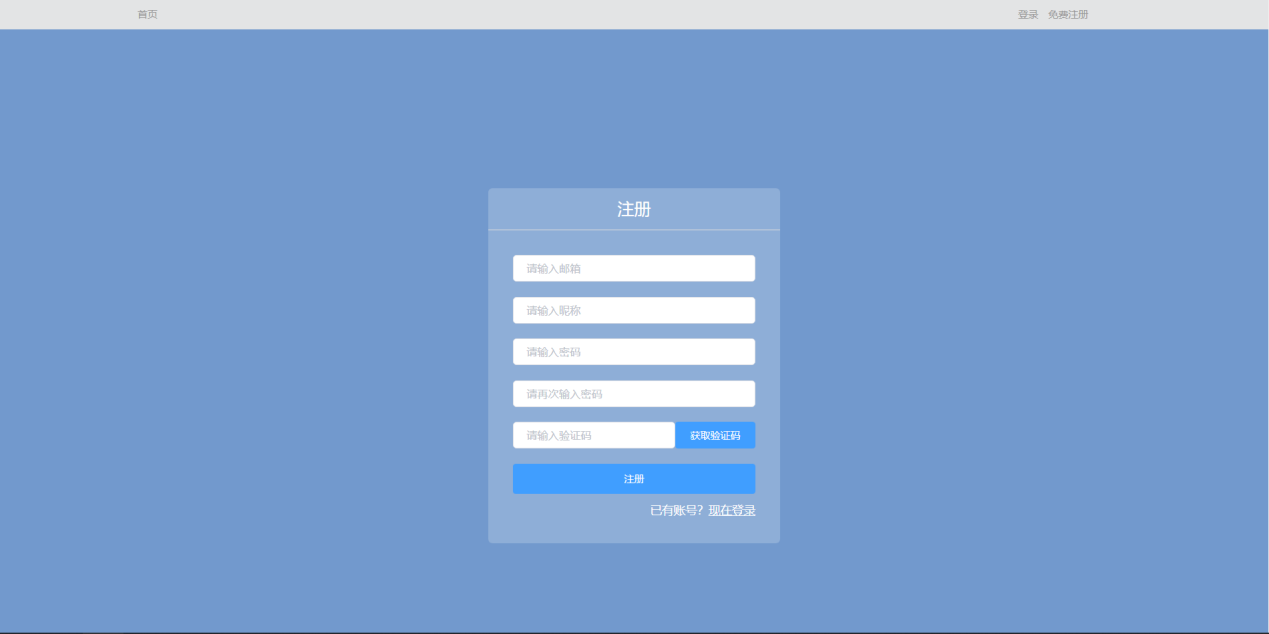 首页
登录 免费注册
注册
请输入邮箱
请输入昵称
请输入密码
请再次输入密码
请输入验证码 获取验证码
注册
已有账号？现在登录